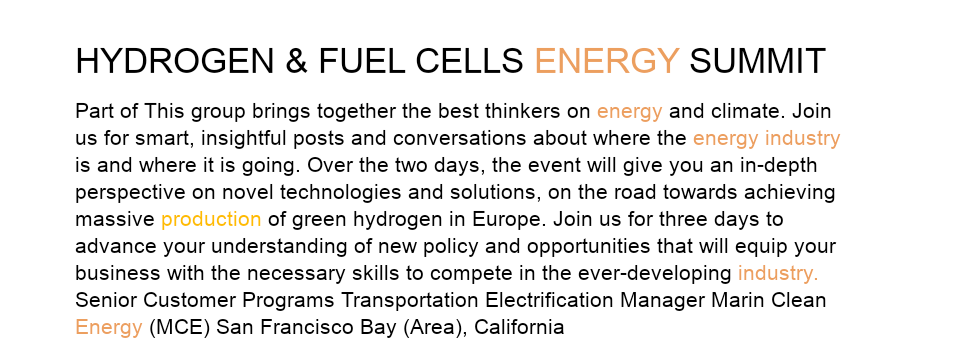 HYDROGEN & FUEL CELLS ENERGY SUMMIT
Part of This group brings together the best thinkers on energy and climate. Join
us for smart, insightful posts and conversations about where the energy industry
is and where it is going. Over the two days, the event will give you an in-depth
perspective on novel technologies and solutions, on the road towards achieving
massive production of green hydrogen in Europe. Join us for three days to
advance your understanding of new policy and opportunities that will equip your
business with the necessary skills to compete in the ever-developing industry.
Senior Customer Programs Transportation Electrification Manager Marin Clean
Energy (MCE) San Francisco Bay (Area), California